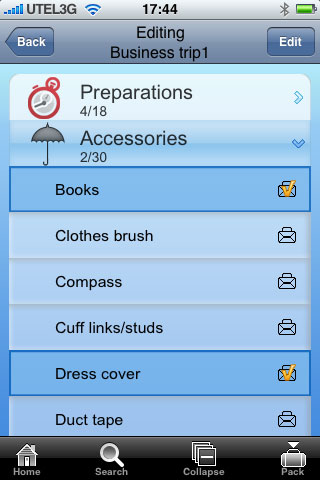 UTEL3G 17:44
Back
Editing
Business trip1
Edit
Preparations
4/18
Accessories
2/30
Books
Clothes brush
Compass
Cuff links/studs
Dress cover
Duct tape
Home Search Collapse Pack